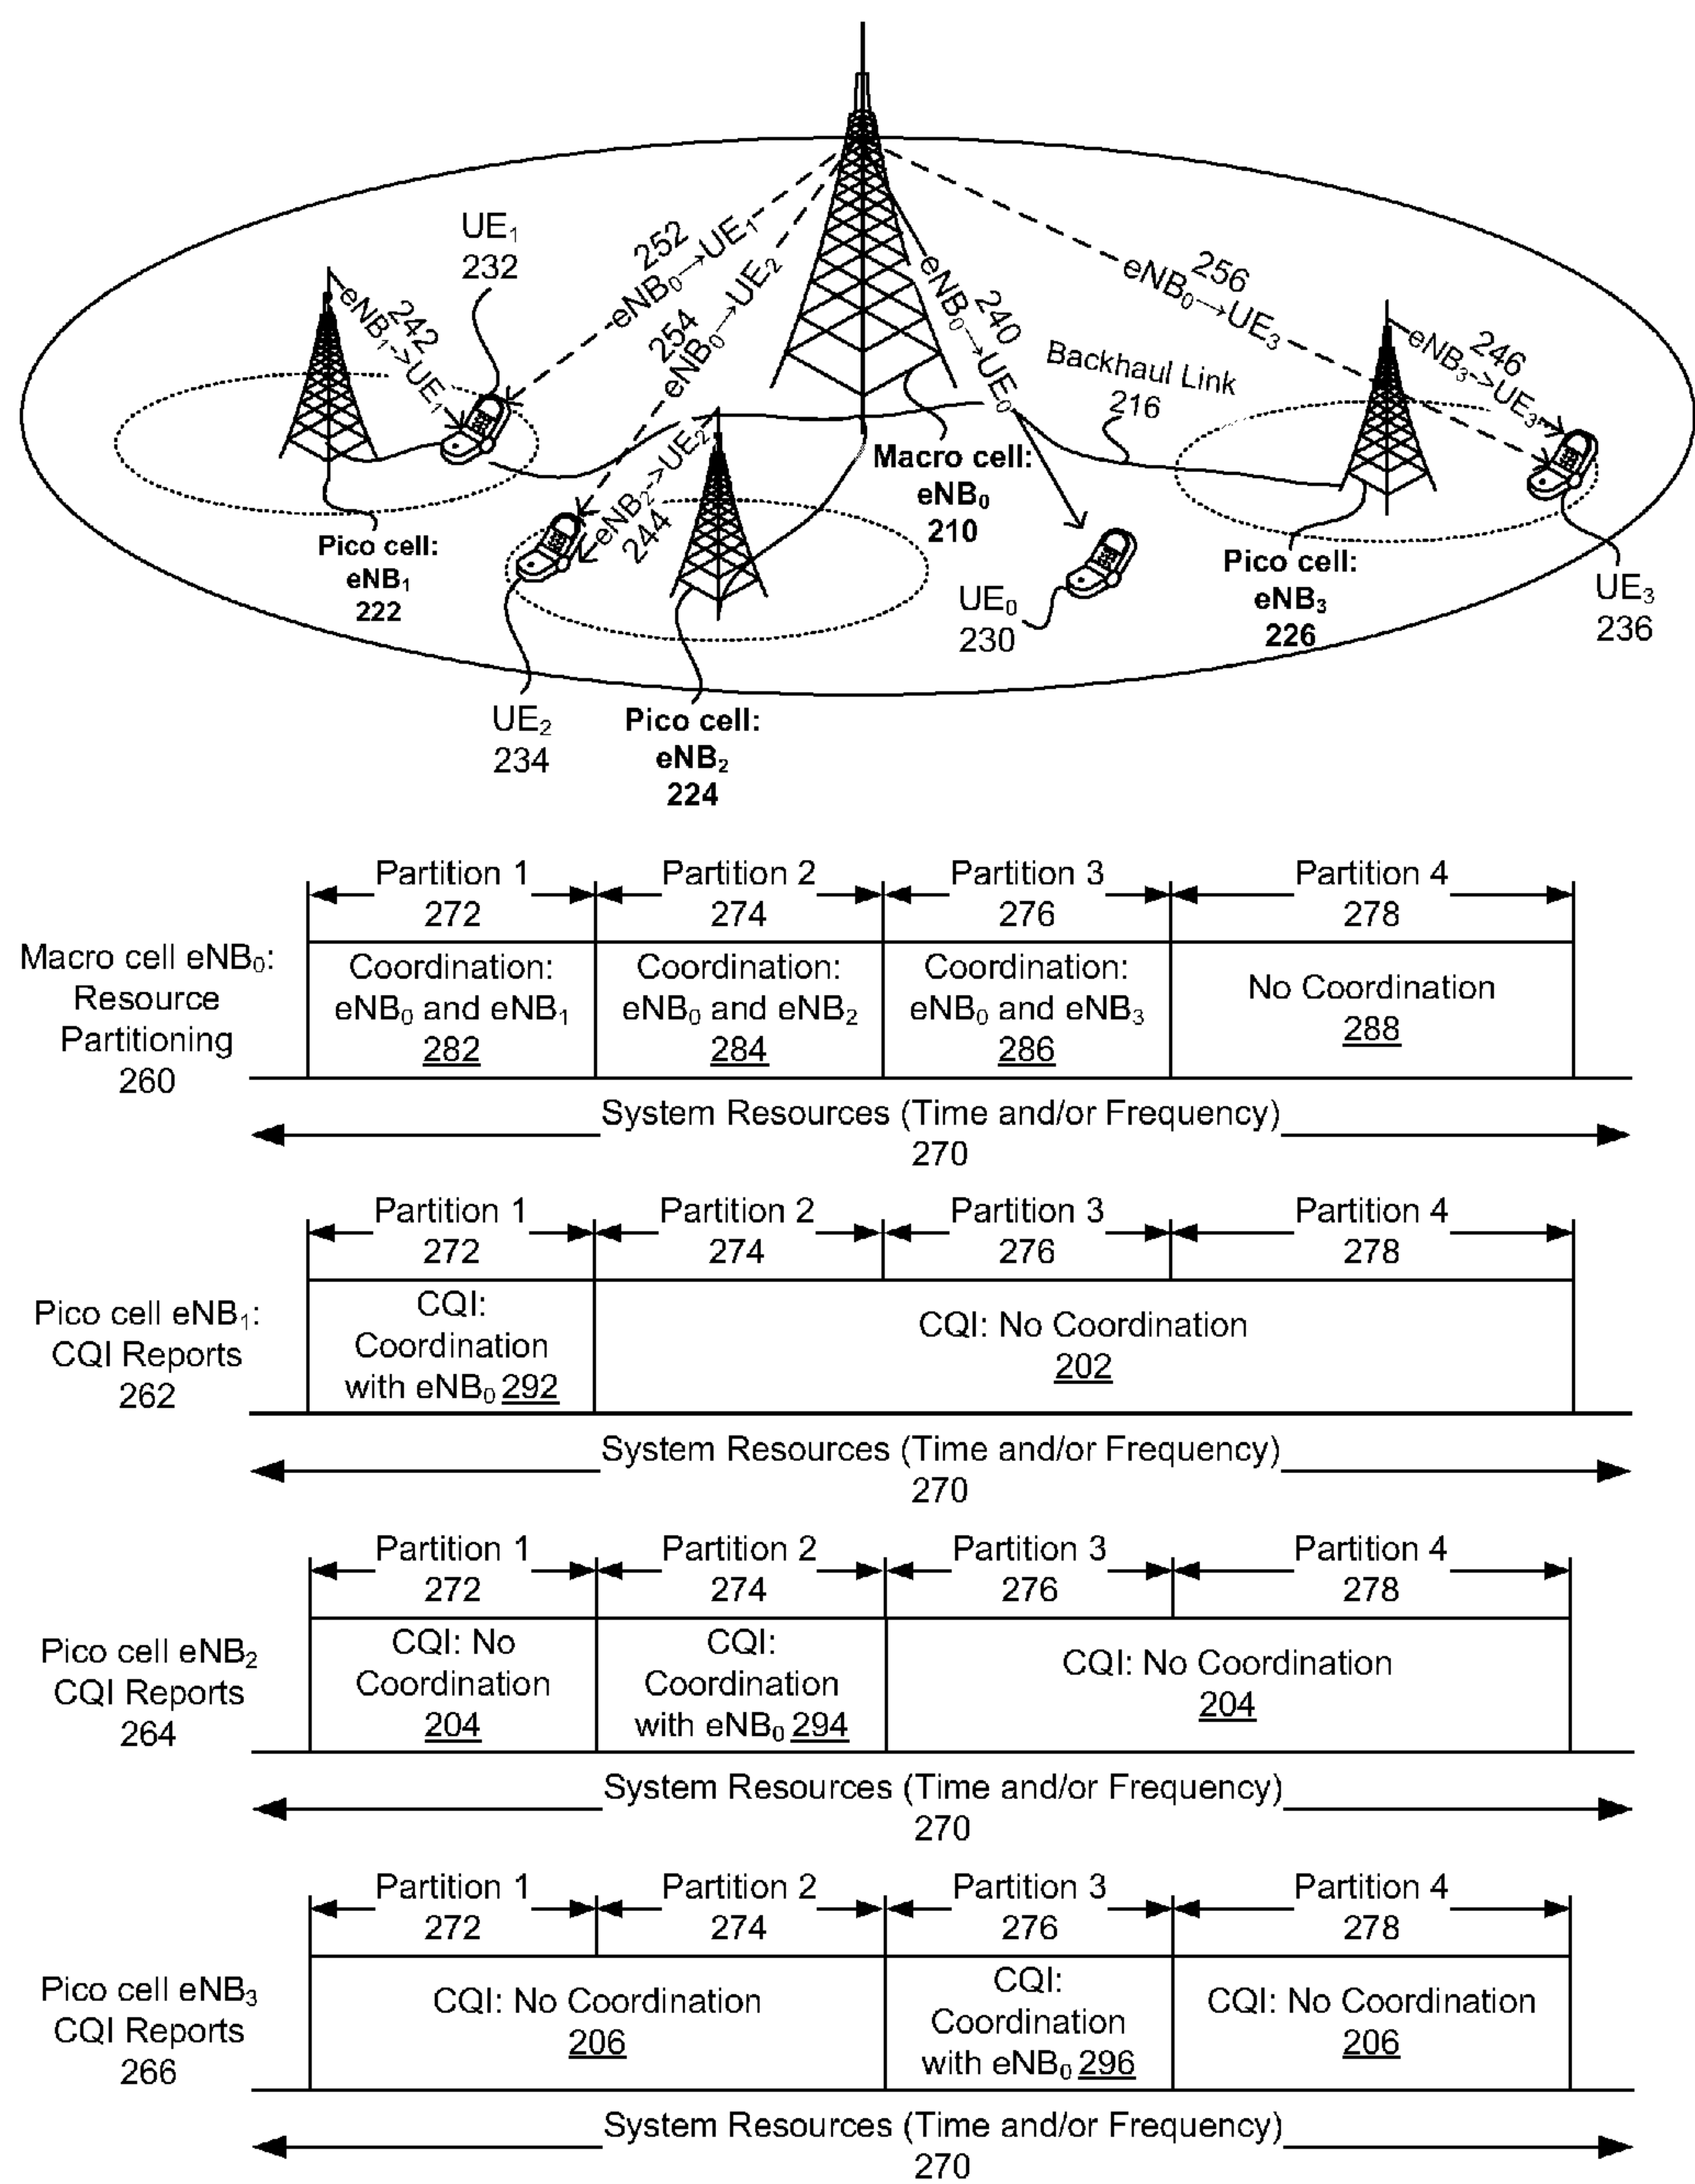 UE1
232
252
eNB0→UE1
254
eNB0→UE2
242
eNB1->UE1
240
eNB0→UE0
256
eNB0→UE3
246
eNB3->UE3
Backhaul Link
216
eNB2->UE2
244
Macro cell:
eNB0
210
Pico cell:
eNB1
222
UE0
230
Pico cell:
eNB3
226
UE3
236
UE2
234
Pico cell:
eNB2
224
Partition 1 Partition 2 Partition 3 Partition 4
272 274 276 278
Macro cell eNB0:
Resource
Partitioning
260
Coordination:
eNB0 and eNB1
282
Coordination:
eNB0 and eNB2
284
Coordination:
eNB0 and eNB3
286
No Coordination
288
System Resources (Time and/or Frequency)
270
Partition 1 Partition 2 Partition 3 Partition 4
272 274 276 278
Pico cell eNB1:
CQI Reports
262
CQI:
Coordination
with eNB0 292
CQI: No Coordination
202
System Resources (Time and/or Frequency)
270
Partition 1 Partition 2 Partition 3 Partition 4
272 274 276 278
Pico cell eNB2
CQI Reports
264
CQI: No
Coordination
204
CQI:
Coordination
with eNB0 294
CQI: No Coordination
204
System Resources (Time and/or Frequency)
270
Partition 1 Partition 2 Partition 3 Partition 4
272 274 276 278
Pico cell eNB3
CQI Reports
266
CQI: No Coordination
206
CQI:
Coordination
with eNB0 296
CQI: No Coordination
206
System Resources (Time and/or Frequency)
270